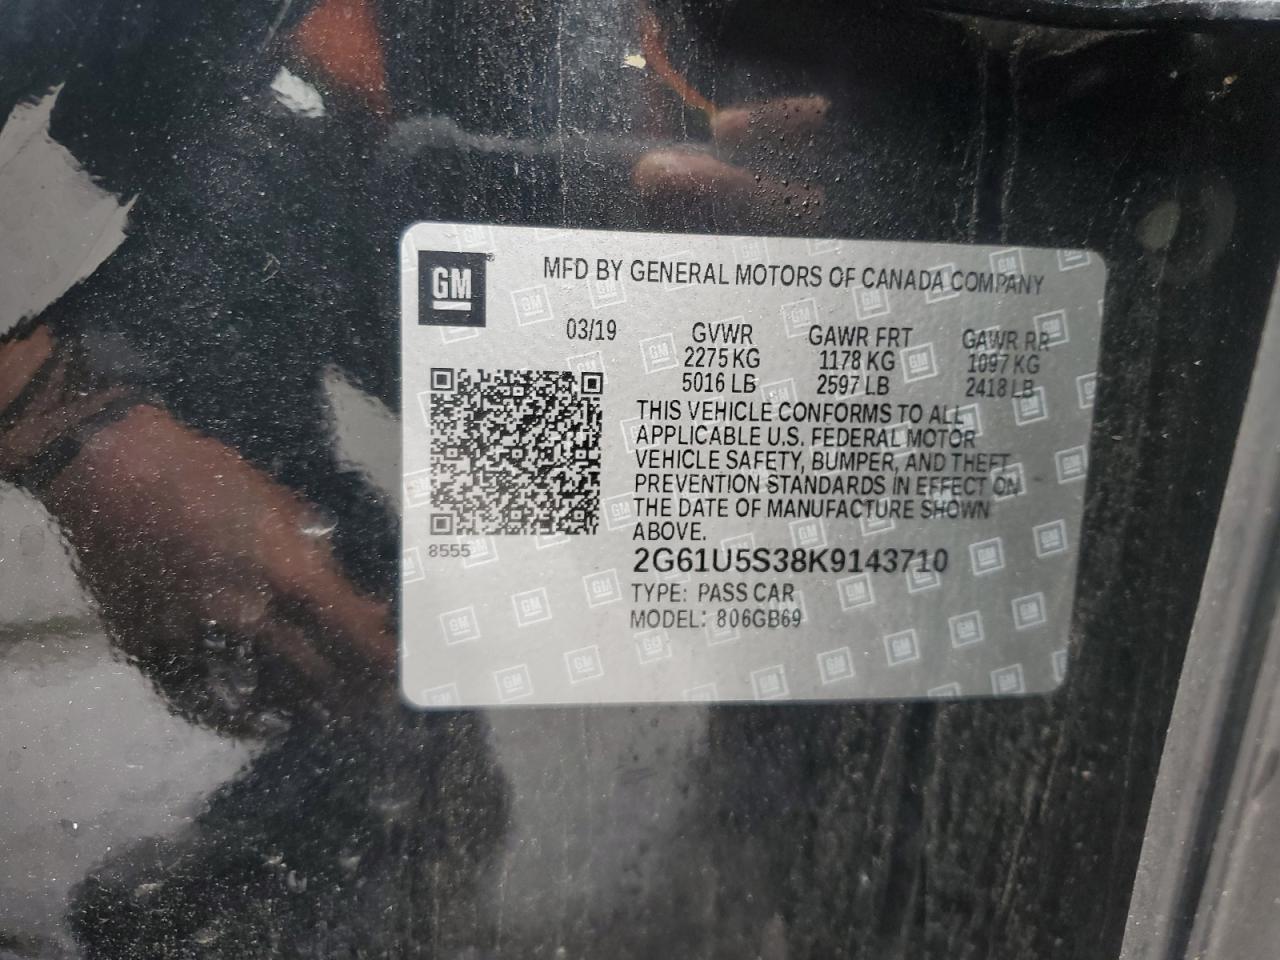 GM
MFD BY GENERAL MOTORS OF CANADA COMPANY
03/19 GVWR GAWR FRT GAWR RR
2275 KG 1178 KG 1097 KG
5016 LB 2597 LB 2418 LB
THIS VEHICLE CONFORMS TO ALL
APPLICABLE U.S. FEDERAL MOTOR
VEHICLE SAFETY, BUMPER, AND THEFT
PREVENTION STANDARDS IN EFFECT ON
THE DATE OF MANUFACTURE SHOWN
ABOVE.
8555
2G61U5S38K9143710
TYPE: PASS CAR
MODEL: 806GB69